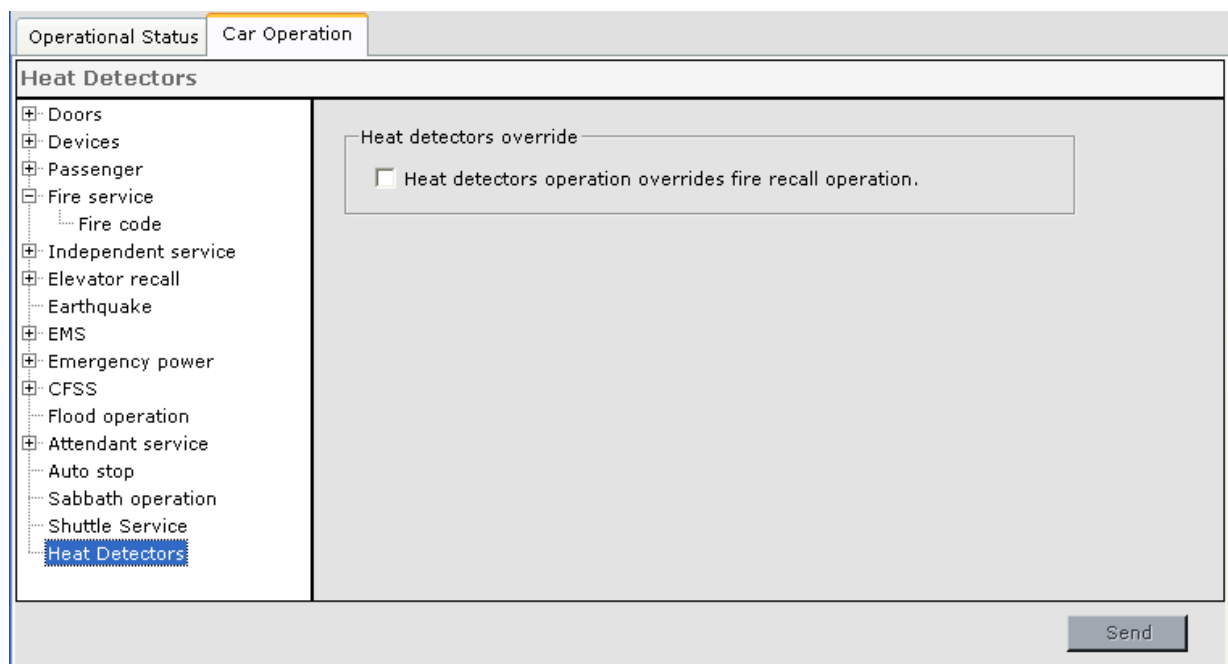 Operational Status
Car Operation
Heat Detectors
Doors
Devices
Passenger
Fire service
Fire code
Independent service
Elevator recall
Earthquake
EMS
Emergency power
CFSS
Flood operation
Attendant service
Auto stop
Sabbath operation
Shuttle Service
Heat Detectors
Heat detectors override
Heat detectors operation overrides fire recall operation.
Send